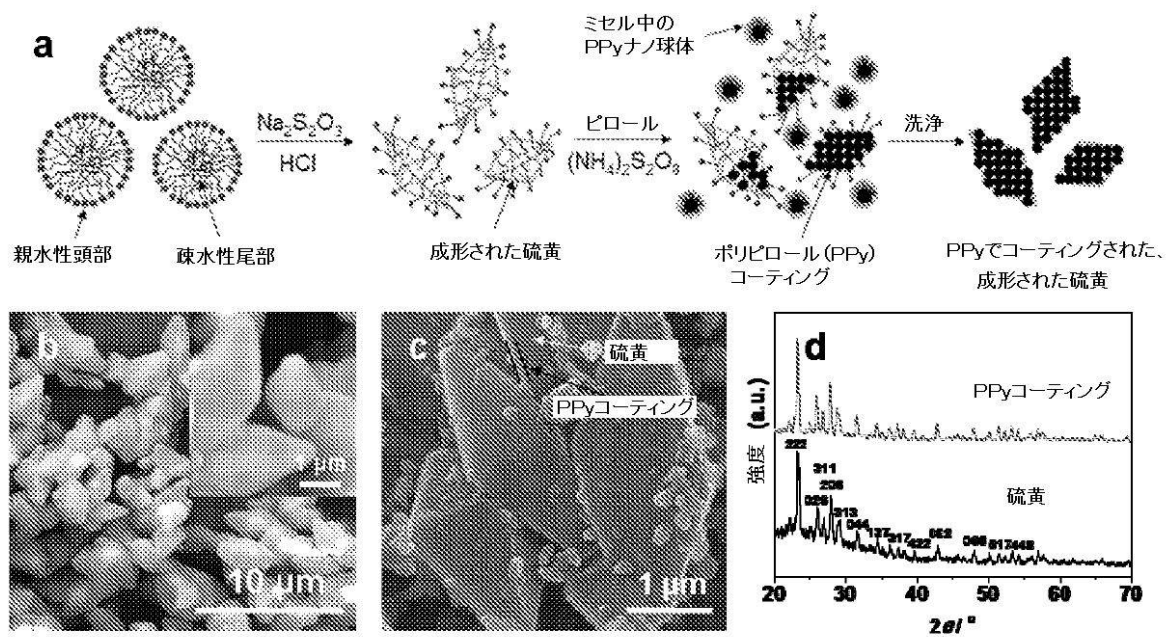 a
ミセル中の
PPyナノ球体
Na2S2O3
HCl
ピロール
(NH4)2S2O8
洗浄
親水性頭部
疎水性尾部
成形された硫黄
ポリピロール(PPy)
コーティング
PPyでコーティングされた、
成形された硫黄
b
1 μm
10 μm
c
硫黄
PPyコーティング
1 μm
d
強度 (a.u.)
PPyコーティング
硫黄
222
026
311
206
313
044
137
317
422
062
20 30 40 50 60 70
2θ/ °